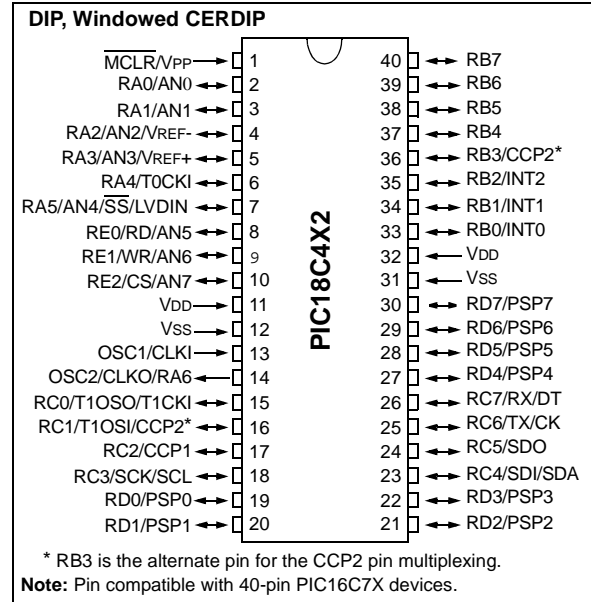 DIP, Windowed CERDIP
MCLR/VPP 1 40 RB7
RA0/AN0 2 39 RB6
RA1/AN1 3 38 RB5
RA2/AN2/VREF- 4 37 RB4
RA3/AN3/VREF+ 5 36 RB3/CCP2*
RA4/T0CKI 6 35 RB2/INT2
RA5/AN4/SS/LVDIN 7 34 RB1/INT1
RE0/RD/AN5 8 33 RB0/INT0
RE1/WR/AN6 9 32 VDD
RE2/CS/AN7 10 31 VSS
VDD 11 30 RD7/PSP7
VSS 12 29 RD6/PSP6
OSC1/CLKI 13 28 RD5/PSP5
OSC2/CLKO/RA6 14 27 RD4/PSP4
RC0/T1OSO/T1CKI 15 26 RC7/RX/DT
RC1/T1OSI/CCP2* 16 25 RC6/TX/CK
RC2/CCP1 17 24 RC5/SDO
RC3/SCK/SCL 18 23 RC4/SDI/SDA
RD0/PSP0 19 22 RD3/PSP3
RD1/PSP1 20 21 RD2/PSP2
PIC18C4X2
* RB3 is the alternate pin for the CCP2 pin multiplexing.
Note: Pin compatible with 40-pin PIC16C7X devices.